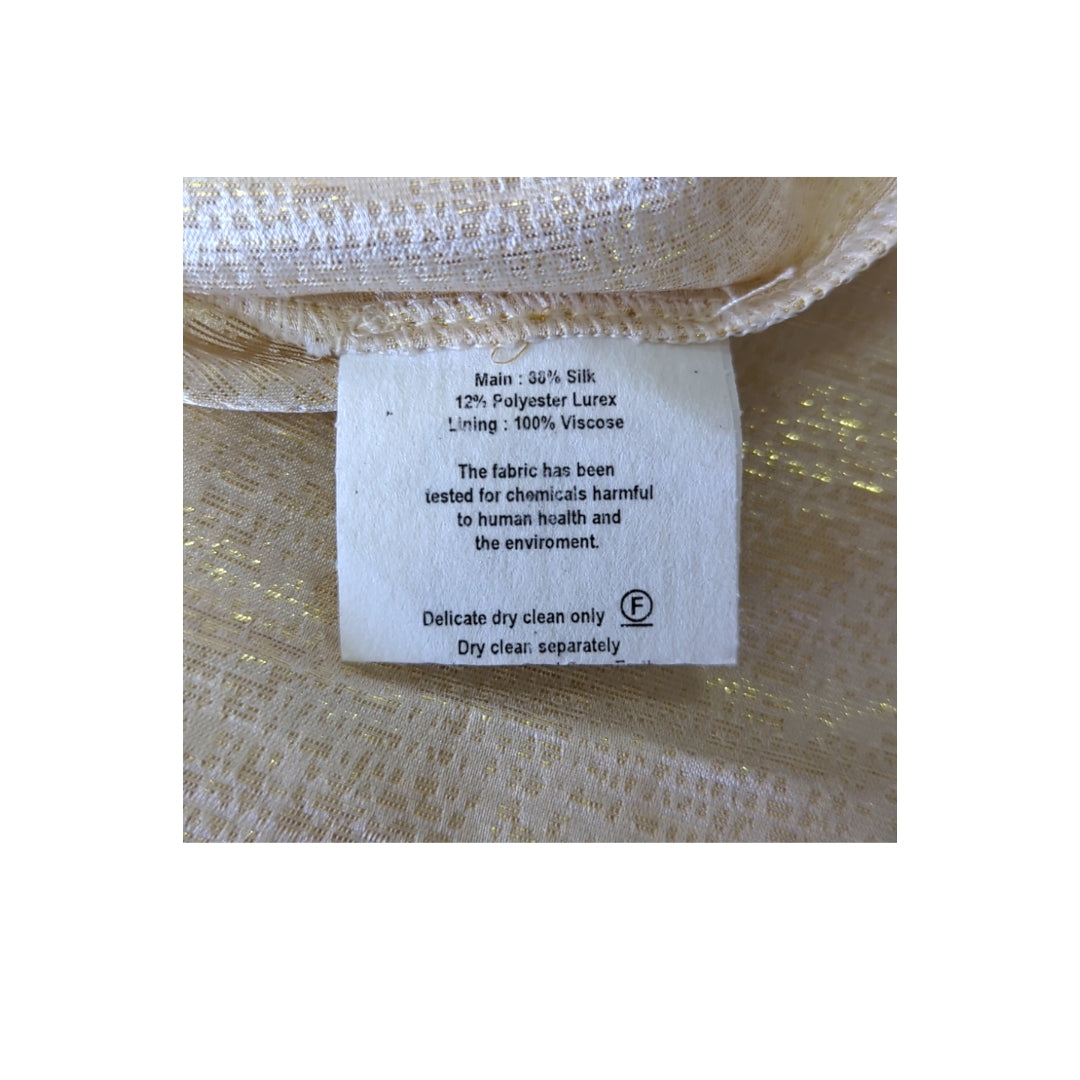 Main : 88% Silk
12% Polyester Lurex
Lining : 100% Viscose
The fabric has been
tested for chemicals harmful
to human health and
the enviroment.
Delicate dry clean only Ⓕ
Dry clean separately